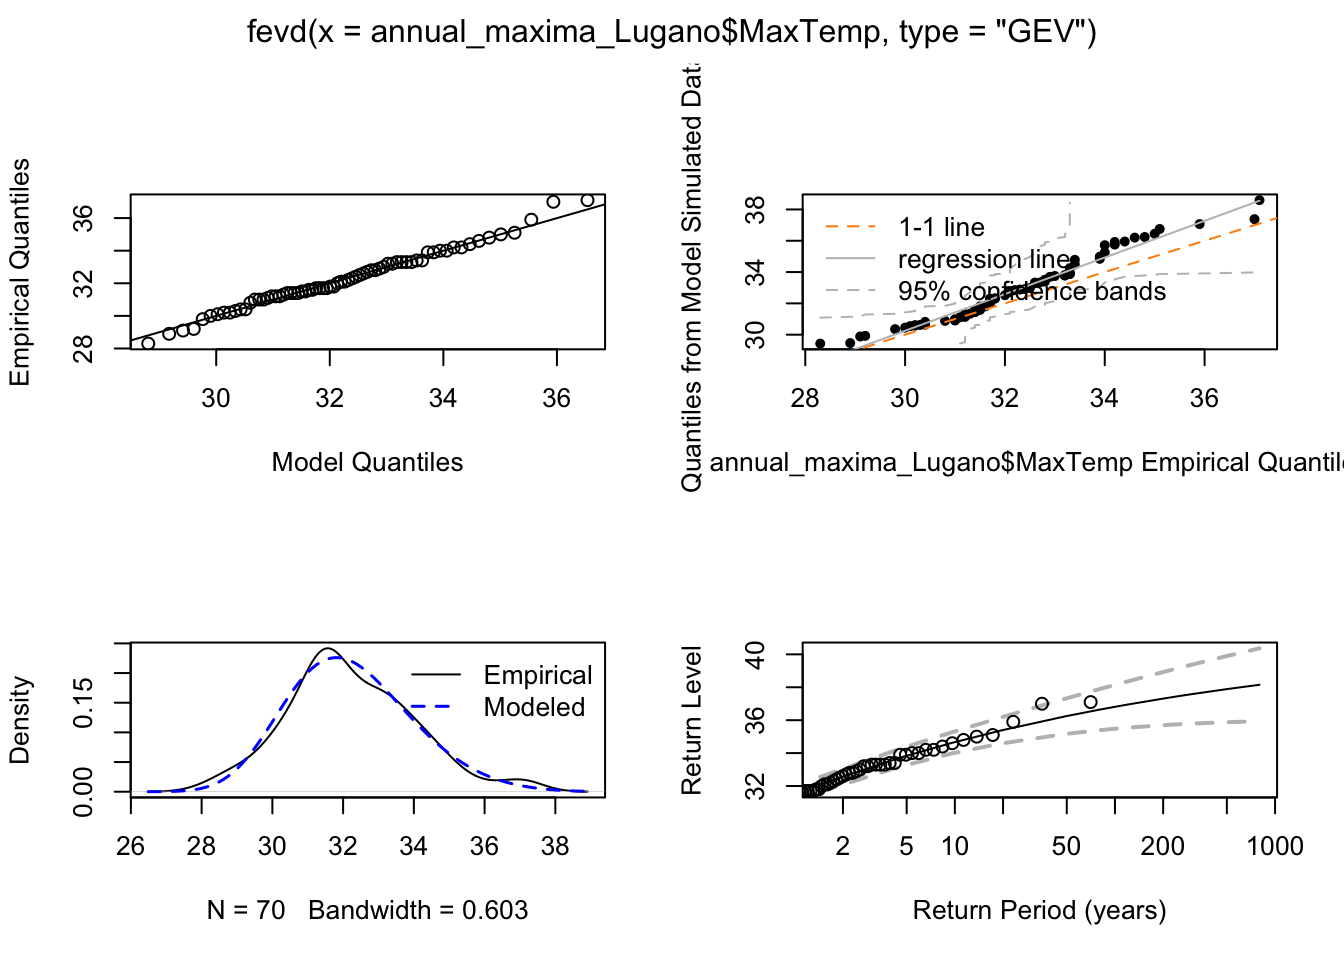 fevd(x = annual_maxima_Lugano$MaxTemp, type = "GEV")
Empirical Quantiles
28 32 36
30 32 34 36
Model Quantiles
Quantiles from Model Simulated Dat
30 34 38
1-1 line
regression line
95% confidence bands
28 30 32 34 36
annual_maxima_Lugano$MaxTemp Empirical Quantile
Density
0.00 0.15
Empirical
Modeled
26 28 30 32 34 36 38
N = 70 Bandwidth = 0.603
Return Level
32 36 40
2 5 10 50 200 1000
Return Period (years)